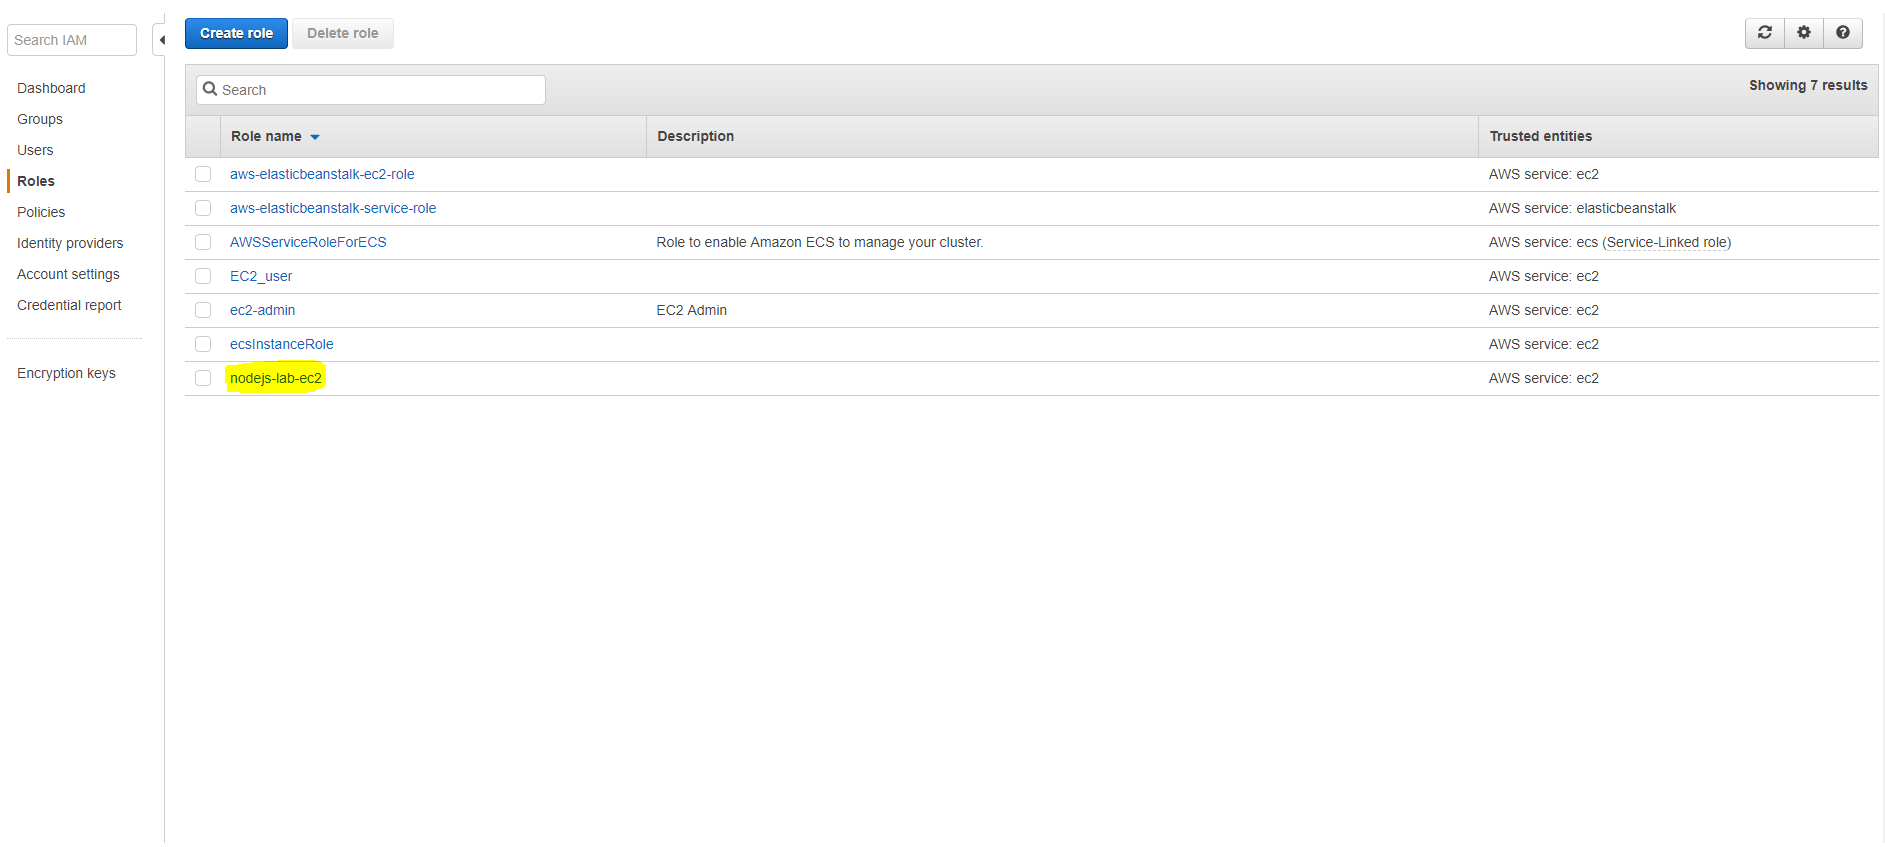 Search IAM
Dashboard
Groups
Users
Roles
Policies
Identity providers
Account settings
Credential report
Encryption keys
Create role Delete role
Search
Showing 7 results
Role name Description Trusted entities
aws-elasticbeanstalk-ec2-role AWS service: ec2
aws-elasticbeanstalk-service-role AWS service: elasticbeanstalk
AWSServiceRoleForECS Role to enable Amazon ECS to manage your cluster. AWS service: ecs (Service-Linked role)
EC2_user AWS service: ec2
ec2-admin EC2 Admin AWS service: ec2
ecsInstanceRole AWS service: ec2
nodejs-lab-ec2 AWS service: ec2